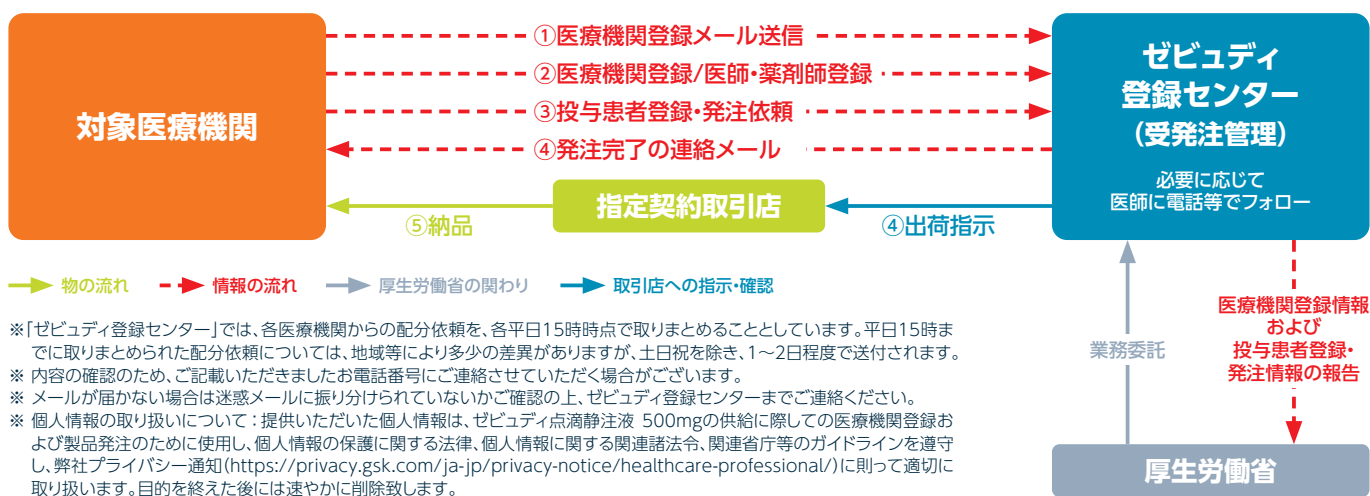 対象医療機関
①医療機関登録メール送信
②医療機関登録/医師・薬剤師登録
③投与患者登録・発注依頼
④発注完了の連絡メール
ゼビュディ
登録センター
(受発注管理)
必要に応じて
医師に電話等でフォロー
⑤納品
指定契約取引店
④出荷指示
物の流れ
情報の流れ
厚生労働省の関わり
取引店への指示・確認
業務委託
医療機関登録情報
および
投与患者登録・
発注情報の報告
厚生労働省
※「ゼビュディ登録センター」では、各医療機関からの配分依頼を、各平日15時時点で取りまとめることとしています。平日15時ま
でに取りまとめられた配分依頼については、地域等により多少の差異がありますが、土日祝を除き、1～2日程度で送付されます。
※ 内容の確認のため、ご記載いただきましたお電話番号にご連絡させていただく場合がございます。
※ メールが届かない場合は迷惑メールに振り分けられていないかご確認の上、ゼビュディ登録センターまでご連絡ください。
※ 個人情報の取り扱いについて：提供いただいた個人情報は、ゼビュディ点滴静注液 500mgの供給に際しての医療機関登録お
よび製品発注のために使用し、個人情報の保護に関する法律、個人情報に関する関連諸法令、関連省庁等のガイドラインを遵守
し、弊社プライバシー通知(https://privacy.gsk.com/ja-jp/privacy-notice/healthcare-professional/)に則って適切に
取り扱います。目的を終えた後には速やかに削除致します。